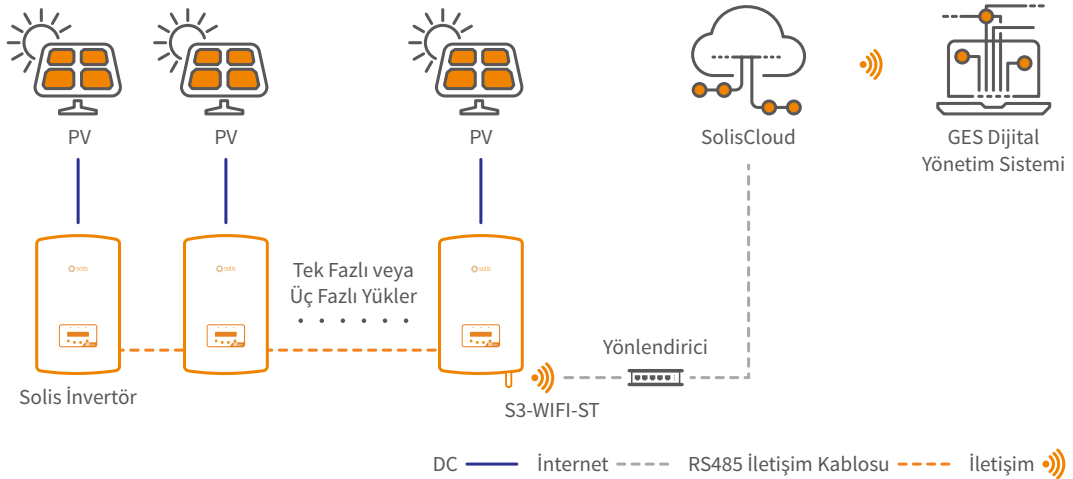 PV
PV
PV
SolisCloud
GES Dijital
Yönetim Sistemi
solis
solis
solis
Tek Fazlı veya
Üç Fazlı Yükler
Yönlendirici
Solis İnvertör
S3-WIFI-ST
DC
İnternet
RS485 İletişim Kablosu
İletişim